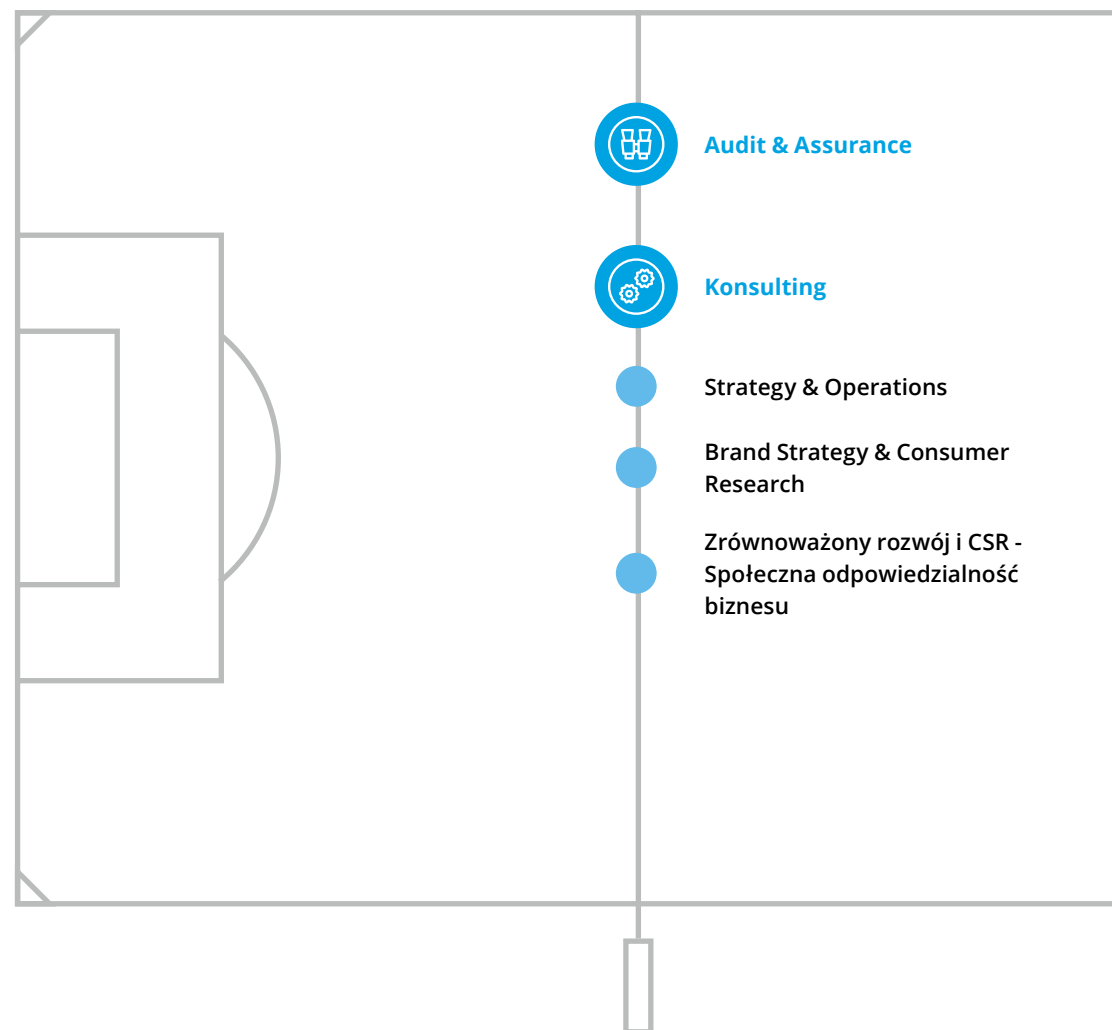 Audit & Assurance
Konsulting
Strategy & Operations
Brand Strategy & Consumer
Research
Zrównoważony rozwój i CSR -
Społeczna odpowiedzialność
biznesu